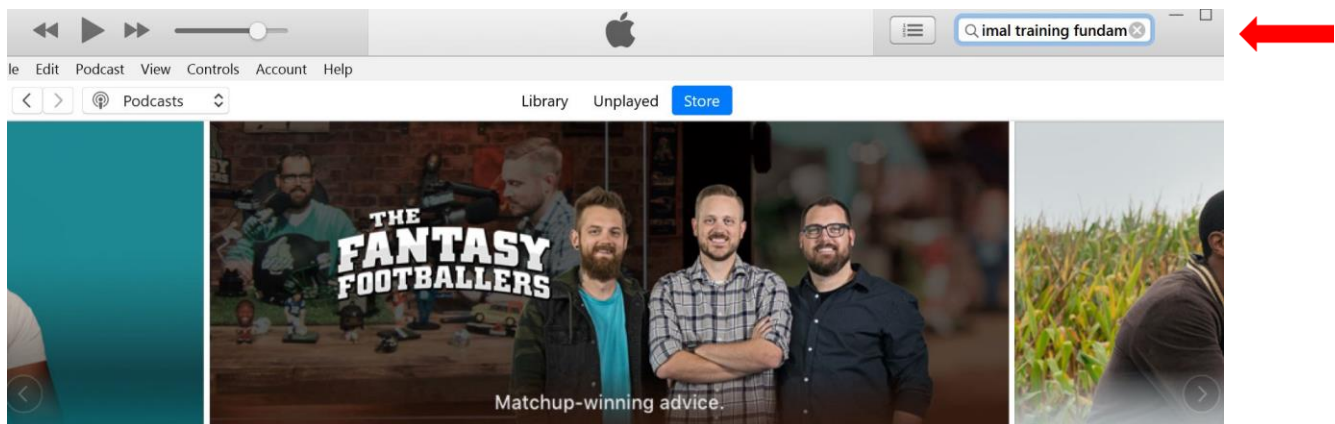 imal training fundam
le Edit Podcast View Controls Account Help
Podcasts Library Unplayed Store
THE
FANTASY
FOOTBALLERS
Matchup-winning advice.